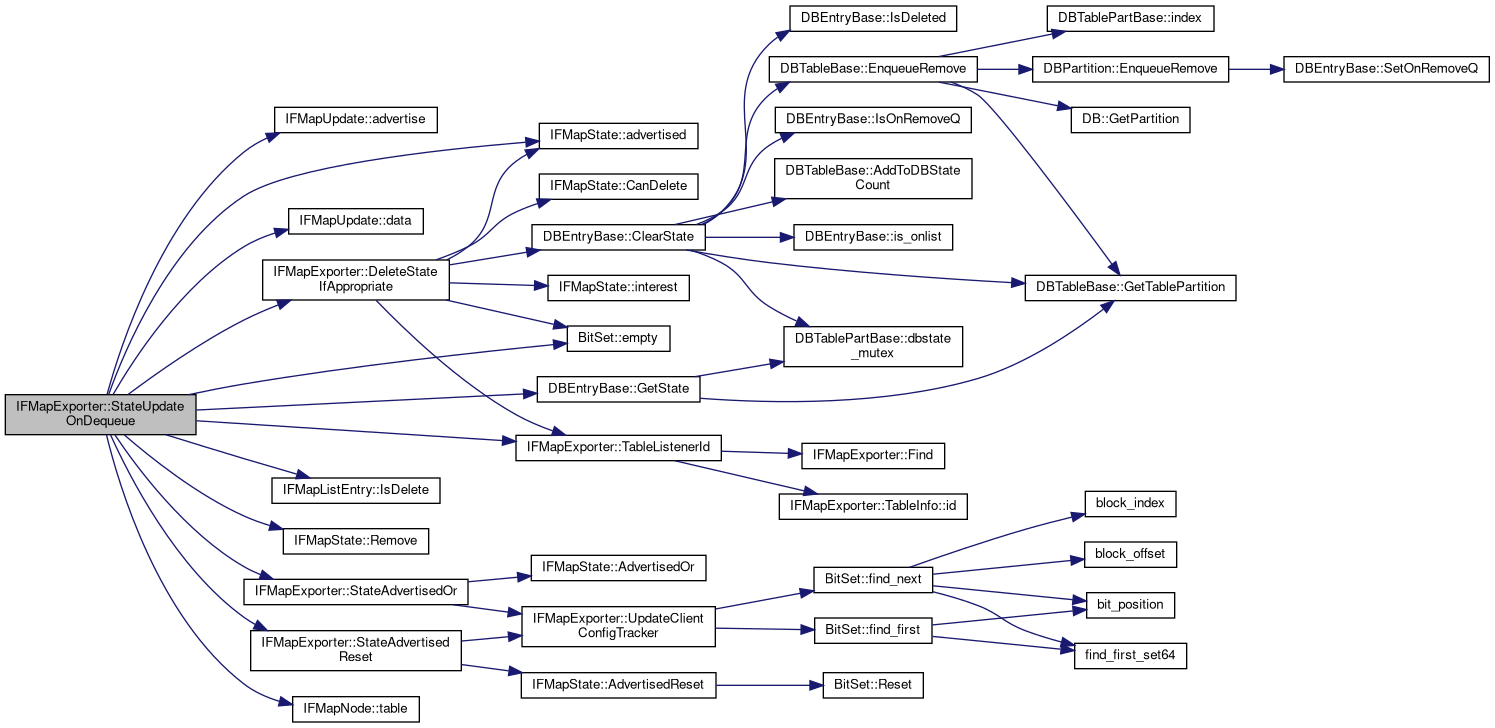 IFMapExporter::StateUpdate
OnDequeue
IFMapUpdate::advertise
IFMapUpdate::data
IFMapExporter::DeleteState
IfAppropriate
IFMapListEntry::IsDelete
IFMapState::Remove
IFMapExporter::StateAdvertisedOr
IFMapExporter::StateAdvertised
Reset
IFMapNode::table
IFMapState::advertised
IFMapState::CanDelete
DBEntryBase::ClearState
IFMapState::interest
BitSet::empty
DBEntryBase::GetState
IFMapExporter::TableListenerId
IFMapState::AdvertisedOr
IFMapExporter::UpdateClient
ConfigTracker
IFMapState::AdvertisedReset
DBEntryBase::IsDeleted
DBTableBase::EnqueueRemove
DBEntryBase::IsOnRemoveQ
DBTableBase::AddToDBState
Count
DBEntryBase::is_onlist
DBTablePartBase::dbstate
_mutex
IFMapExporter::Find
IFMapExporter::TableInfo::id
BitSet::find_next
BitSet::find_first
BitSet::Reset
DBTablePartBase::index
DBPartition::EnqueueRemove
DB::GetPartition
DBTableBase::GetTablePartition
block_index
block_offset
bit_position
find_first_set64
DBEntryBase::SetOnRemoveQ